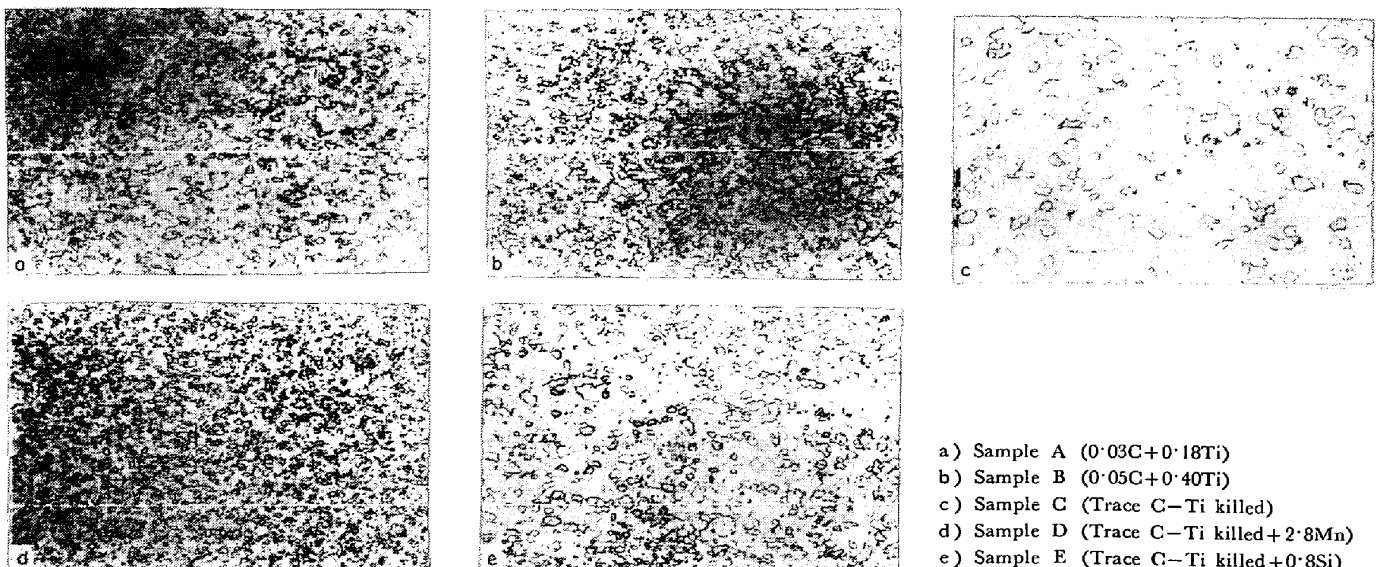 a
b
c
d
e
a) Sample A (0·03C+0·18Ti)
b) Sample B (0·05C+0·40Ti)
c) Sample C (Trace C–Ti killed)
d) Sample D (Trace C–Ti killed+2·8Mn)
e) Sample E (Trace C–Ti killed+0·8Si)